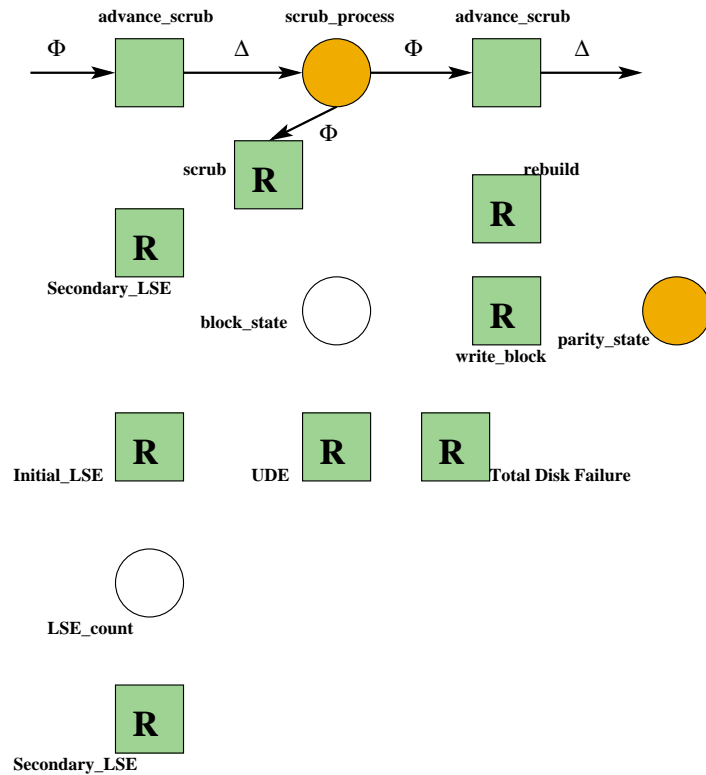 advance_scrub
scrub_process
advance_scrub
Φ
Δ
Φ
Δ
Φ
scrub
R
rebuild
R
R
Secondary_LSE
block_state
R
write_block
parity_state
R
Initial_LSE
R
UDE
R
Total Disk Failure
LSE_count
R
Secondary_LSE